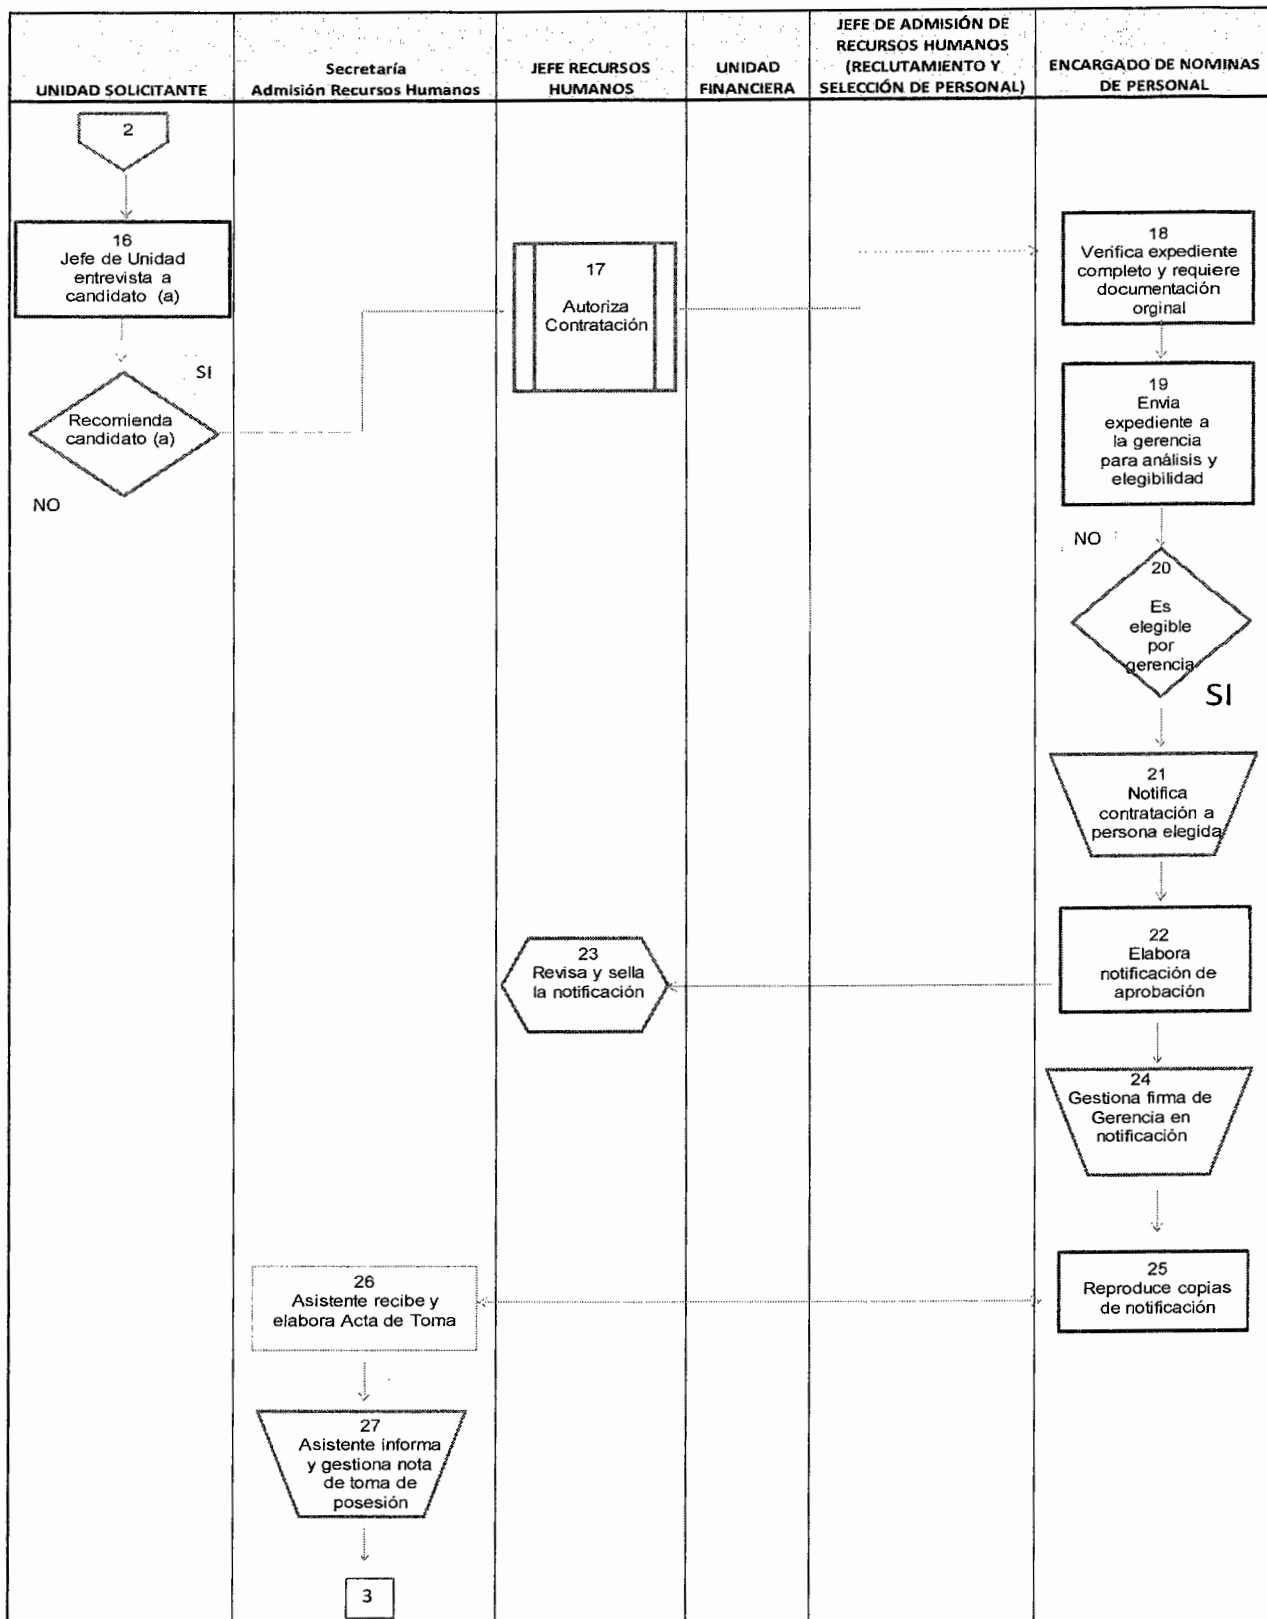 UNIDAD SOLICITANTE
Secretaría
Admisión Recursos Humanos
JEFE RECURSOS
HUMANOS
UNIDAD
FINANCIERA
JEFE DE ADMISIÓN DE
RECURSOS HUMANOS
(RECLUTAMIENTO Y
SELECCIÓN DE PERSONAL)
ENCARGADO DE NOMINAS
DE PERSONAL
2
16
Jefe de Unidad
entrevista a
candidato (a)
SI
Recomienda
candidato (a)
NO
17
Autoriza
Contratación
18
Verifica expediente
completo y requiere
documentación
orginal
19
Envia
expediente a
la gerencia
para análisis y
elegibilidad
NO
20
Es
elegible
por
gerencia
SI
21
Notifica
contratación a
persona elegida
22
Elabora
notificación de
aprobación
23
Revisa y sella
la notificación
24
Gestiona firma de
Gerencia en
notificación
25
Reproduce copias
de notificación
26
Asistente recibe y
elabora Acta de Toma
27
Asistente informa
y gestiona nota
de toma de
posesión
3